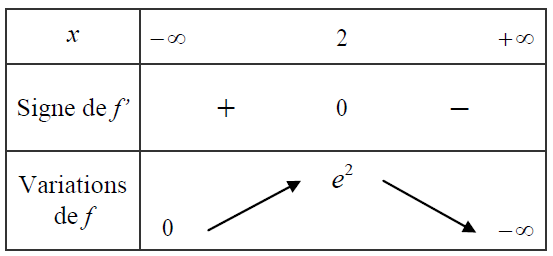 x −∞ 2 +∞
Signe de f’ + 0 −
Variations
de f
e²
0 −∞